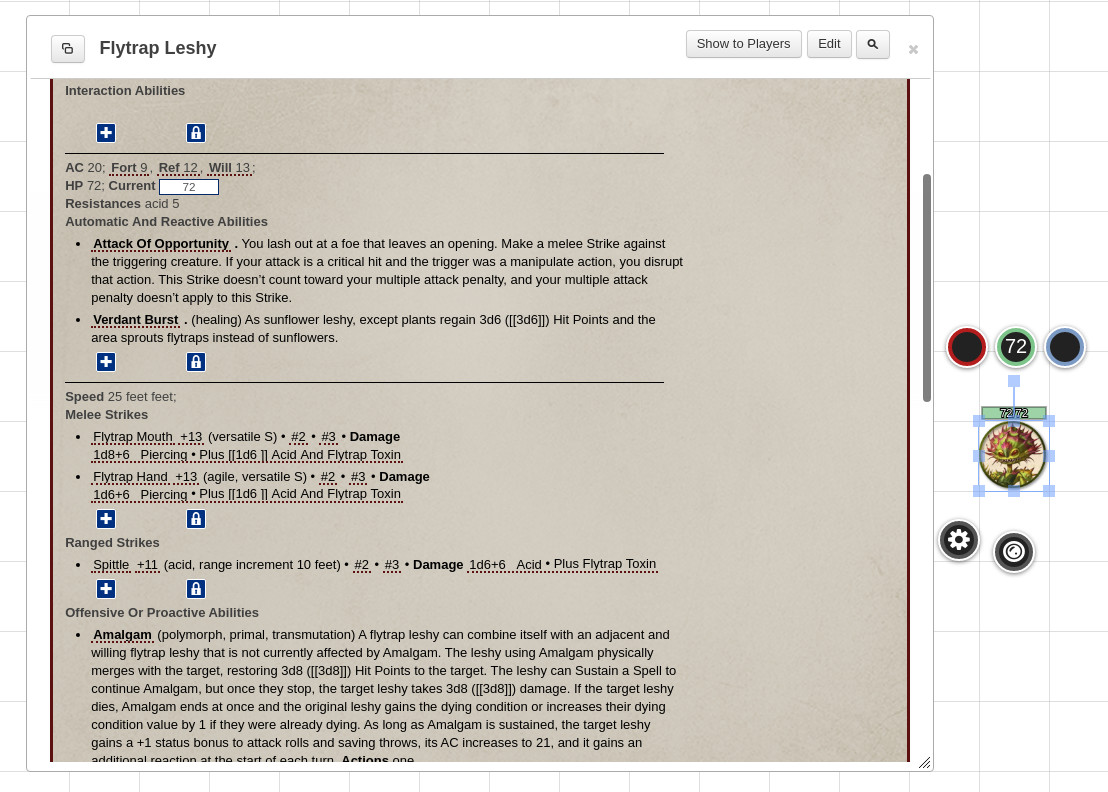 Flytrap Leshy
Show to Players
Edit
×
Interaction Abilities
AC 20; Fort 9, Ref 12, Will 13;
HP 72; Current 72
Resistances acid 5
Automatic And Reactive Abilities
• Attack Of Opportunity . You lash out at a foe that leaves an opening. Make a melee Strike against
the triggering creature. If your attack is a critical hit and the trigger was a manipulate action, you disrupt
that action. This Strike doesn't count toward your multiple attack penalty, and your multiple attack
penalty doesn't apply to this Strike.
• Verdant Burst . (healing) As sunflower leshy, except plants regain 3d6 ([[3d6]]) Hit Points and the
area sprouts flytraps instead of sunflowers.
Speed 25 feet feet;
Melee Strikes
• Flytrap Mouth +13 (versatile S) • #2 • #3 • Damage
1d8+6 Piercing • Plus [[1d6 ]] Acid And Flytrap Toxin
• Flytrap Hand +13 (agile, versatile S) • #2 • #3 • Damage
1d6+6 Piercing • Plus [[1d6 ]] Acid And Flytrap Toxin
Ranged Strikes
• Spittle +11 (acid, range increment 10 feet) • #2 • #3 • Damage 1d6+6 Acid • Plus Flytrap Toxin
Offensive Or Proactive Abilities
• Amalgam (polymorph, primal, transmutation) A flytrap leshy can combine itself with an adjacent and
willing flytrap leshy that is not currently affected by Amalgam. The leshy using Amalgam physically
merges with the target, restoring 3d8 ([[3d8]]) Hit Points to the target. The leshy can Sustain a Spell to
continue Amalgam, but once they stop, the target leshy takes 3d8 ([[3d8]]) damage. If the target leshy
dies, Amalgam ends at once and the original leshy gains the dying condition or increases their dying
condition value by 1 if they were already dying. As long as Amalgam is sustained, the target leshy
gains a +1 status bonus to attack rolls and saving throws, its AC increases to 21, and it gains an
additional reaction at the start of each turn. Actions one
72
72/72